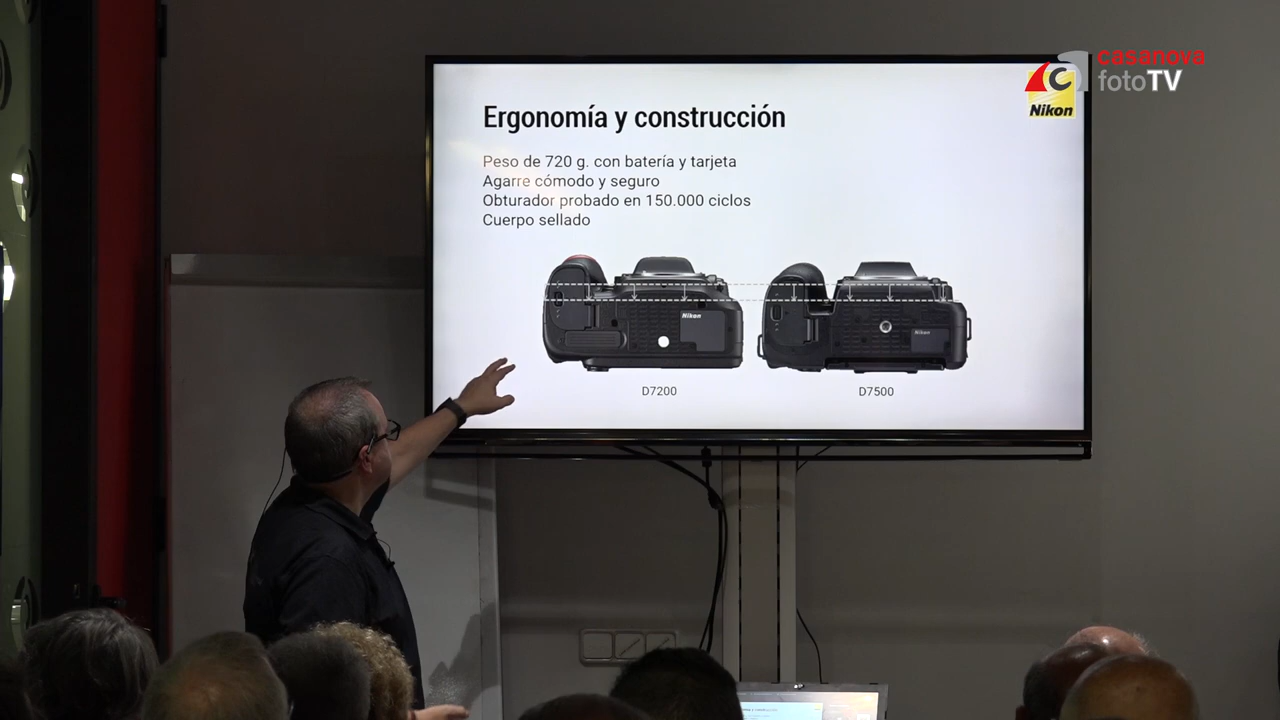 casanova
fotoTV
Nikon
Ergonomía y construcción
Peso de 720 g. con batería y tarjeta
Agarre cómodo y seguro
Obturador probado en 150.000 ciclos
Cuerpo sellado
Nikon
Nikon
D7200
D7500